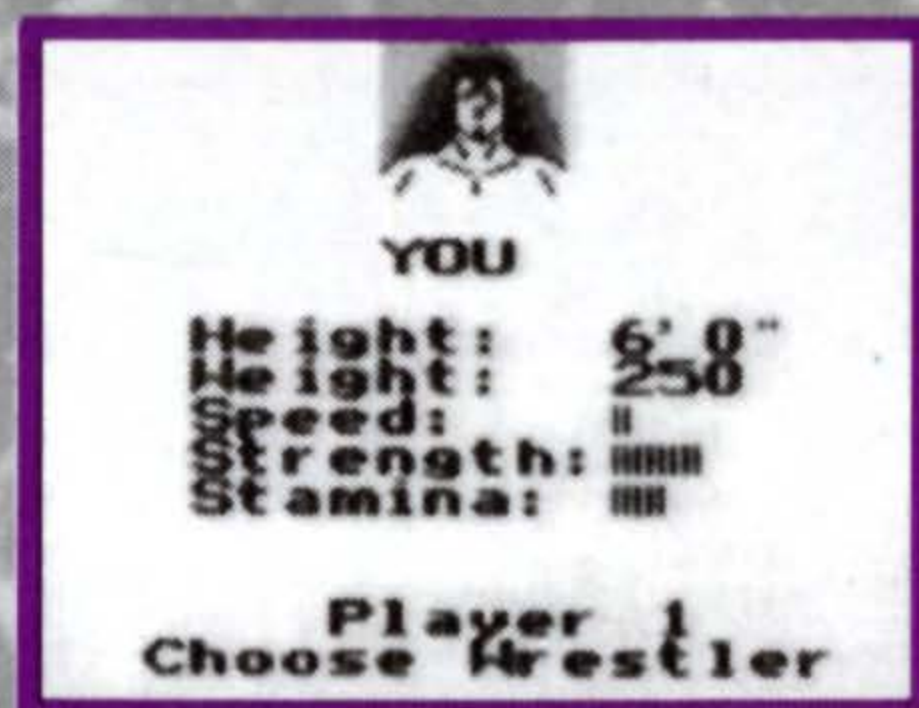 YOU
Height: 6' 0"
Weight: 250
Speed:
Strength:
Stamina:
Player 1
Choose Wrestler